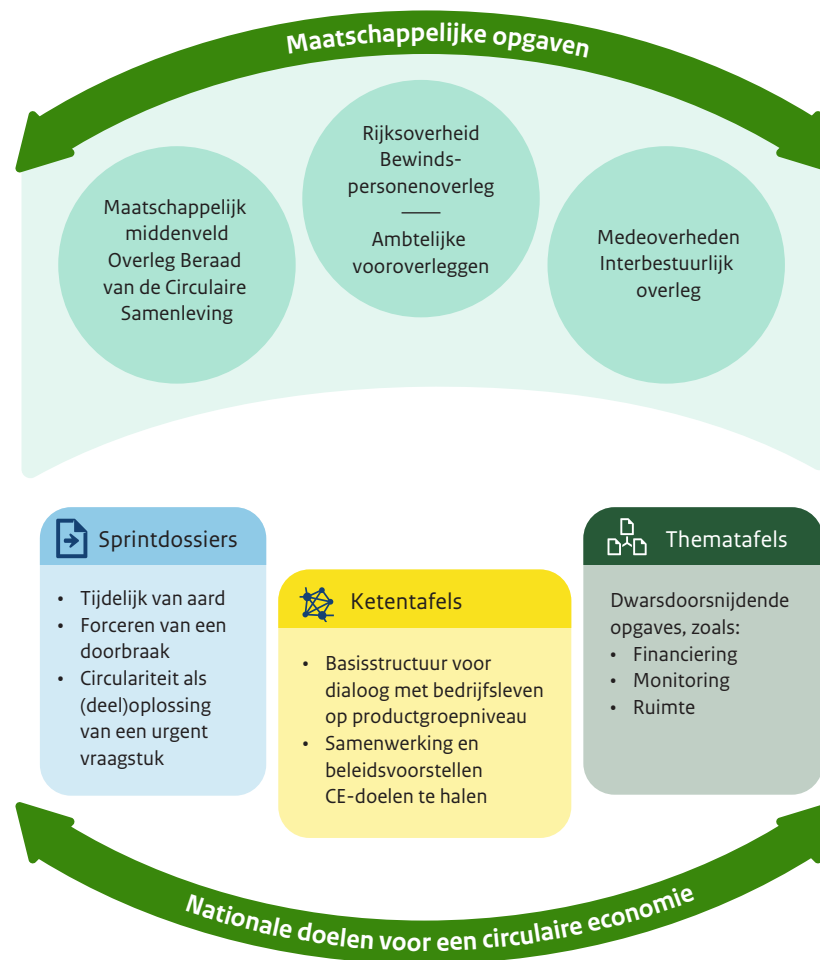 Maatschappelijke opgaven
Maatschappelijk
middenveld
Overleg Beraad
van de Circulaire
Samenleving
Rijksoverheid
Bewinds-
personenoverleg
Ambtelijke
vooroverleggen
Medeoverheden
Interbestuurlijk
overleg
Sprintdossiers
• Tijdelijk van aard
• Forceren van een
doorbraak
• Circulariteit als
(deel)oplossing
van een urgent
vraagstuk
Ketentafels
• Basisstructuur voor
dialoog met bedrijfsleven
op productgroepniveau
• Samenwerking en
beleidsvoorstellen
CE-doelen te halen
Thematafels
Dwarsdoorsnijdende
opgaves, zoals:
• Financiering
• Monitoring
• Ruimte
Nationale doelen voor een circulaire economie